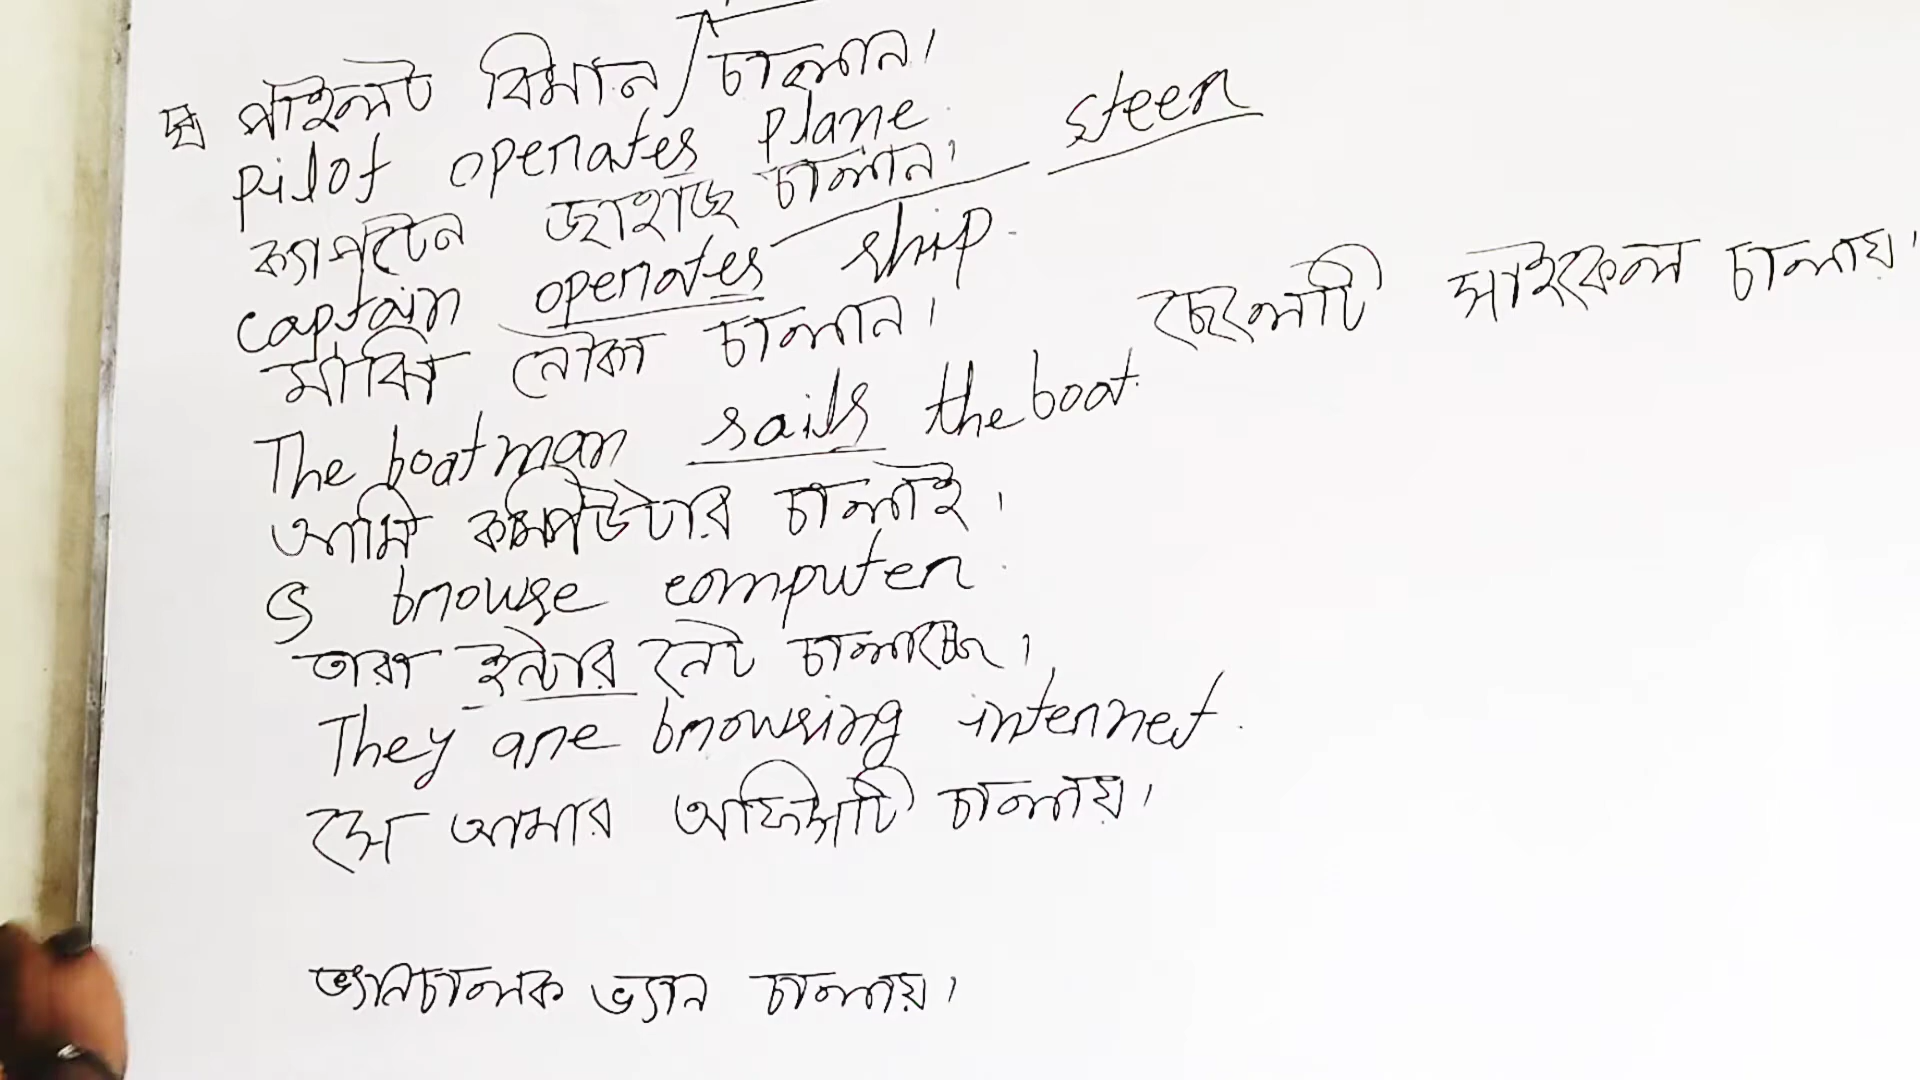 ঘ পাইলট বিমান চালান।
pilot operates plane.
ক্যাপটেন জাহাজ চালান। steer
captain operates ship.
মাঝি নৌকা চালান।
ছেলেটি সাইকেল চালায়।
The boatman sails the boat.
আমি কম্পিউটার চালাই।
I browse computer.
তারা ইন্টার নেট চালাচ্ছে।
They are browsing internet.
সে আমার অফিসটি চালায়।
ভ্যানচালক ভ্যান চালায়।